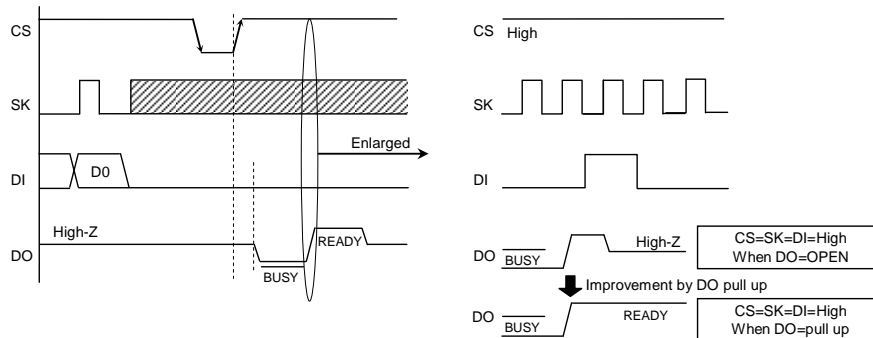 CS
SK
DI
D0
Enlarged
High-Z
DO
BUSY
READY
CS
High
SK
DI
DO
BUSY
High-Z
CS=SK=DI=High
When DO=OPEN
Improvement by DO pull up
DO
BUSY
READY
CS=SK=DI=High
When DO=pull up